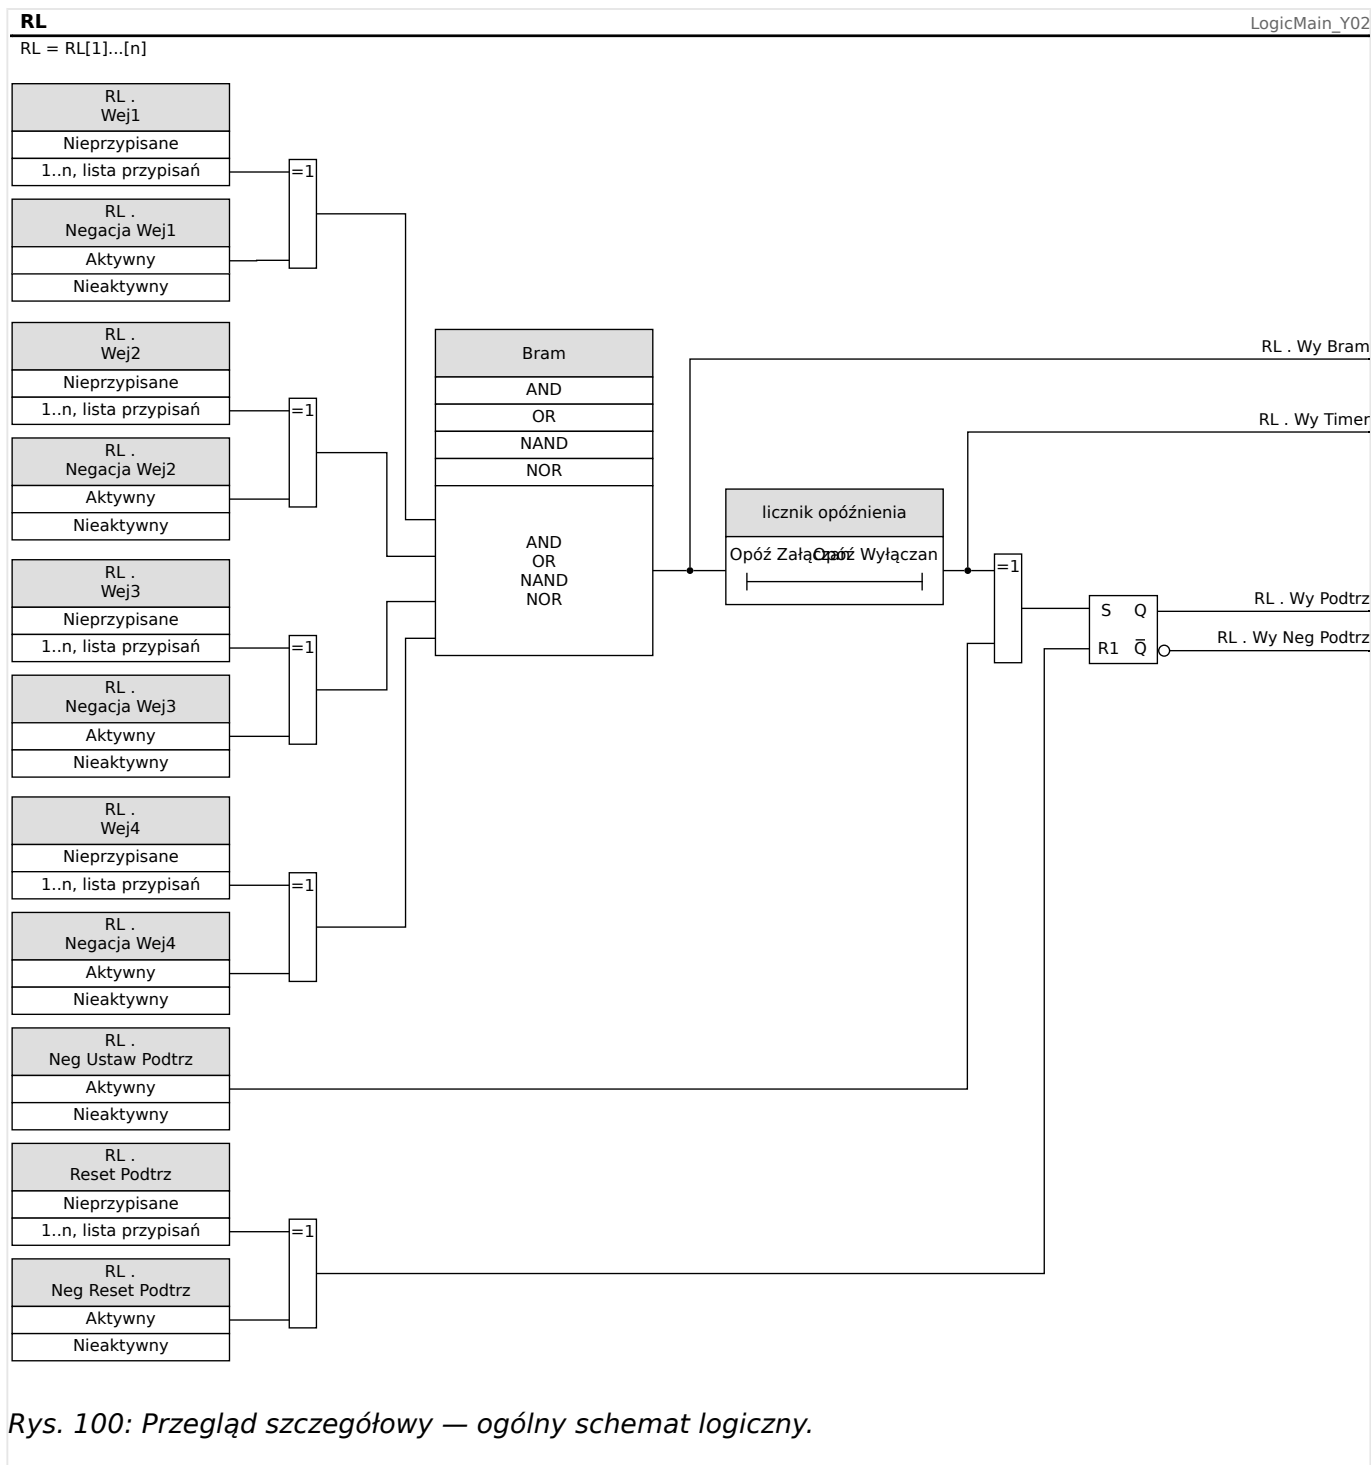 RL
LogicMain_Y02
RL = RL[1]...[n]
RL .
Wej1
Nieprzypisane
1..n, lista przypisań
=1
RL .
Negacja Wej1
Aktywny
Nieaktywny
RL .
Wej2
Nieprzypisane
1..n, lista przypisań
=1
RL .
Negacja Wej2
Aktywny
Nieaktywny
RL .
Wej3
Nieprzypisane
1..n, lista przypisań
=1
RL .
Negacja Wej3
Aktywny
Nieaktywny
RL .
Wej4
Nieprzypisane
1..n, lista przypisań
=1
RL .
Negacja Wej4
Aktywny
Nieaktywny
RL .
Neg Ustaw Podtrz
Aktywny
Nieaktywny
RL .
Reset Podtrz
Nieprzypisane
1..n, lista przypisań
=1
RL .
Neg Reset Podtrz
Aktywny
Nieaktywny
Bram
AND
OR
NAND
NOR
AND
OR
NAND
NOR
licznik opóźnienia
Opóź Załączan
Opóź Wyłączan
=1
S Q
R1 Q̅
RL . Wy Bram
RL . Wy Timer
RL . Wy Podtrz
RL . Wy Neg Podtrz
Rys. 100: Przegląd szczegółowy — ogólny schemat logiczny.